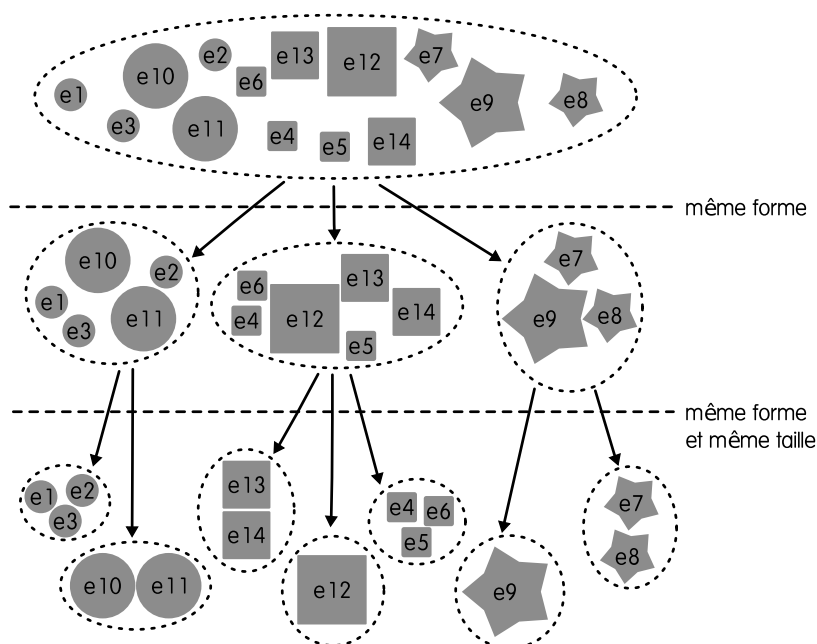 e1 e10 e2 e6 e13 e12 e7 e9 e8
e3 e11 e4 e5 e14
même forme
e10 e2 e1 e11 e3
e6 e13 e4 e12 e14 e5
e7 e9 e8
même forme
et même taille
e1 e2
e3
e10 e11
e13
e14
e12
e4 e6
e5
e9
e7
e8